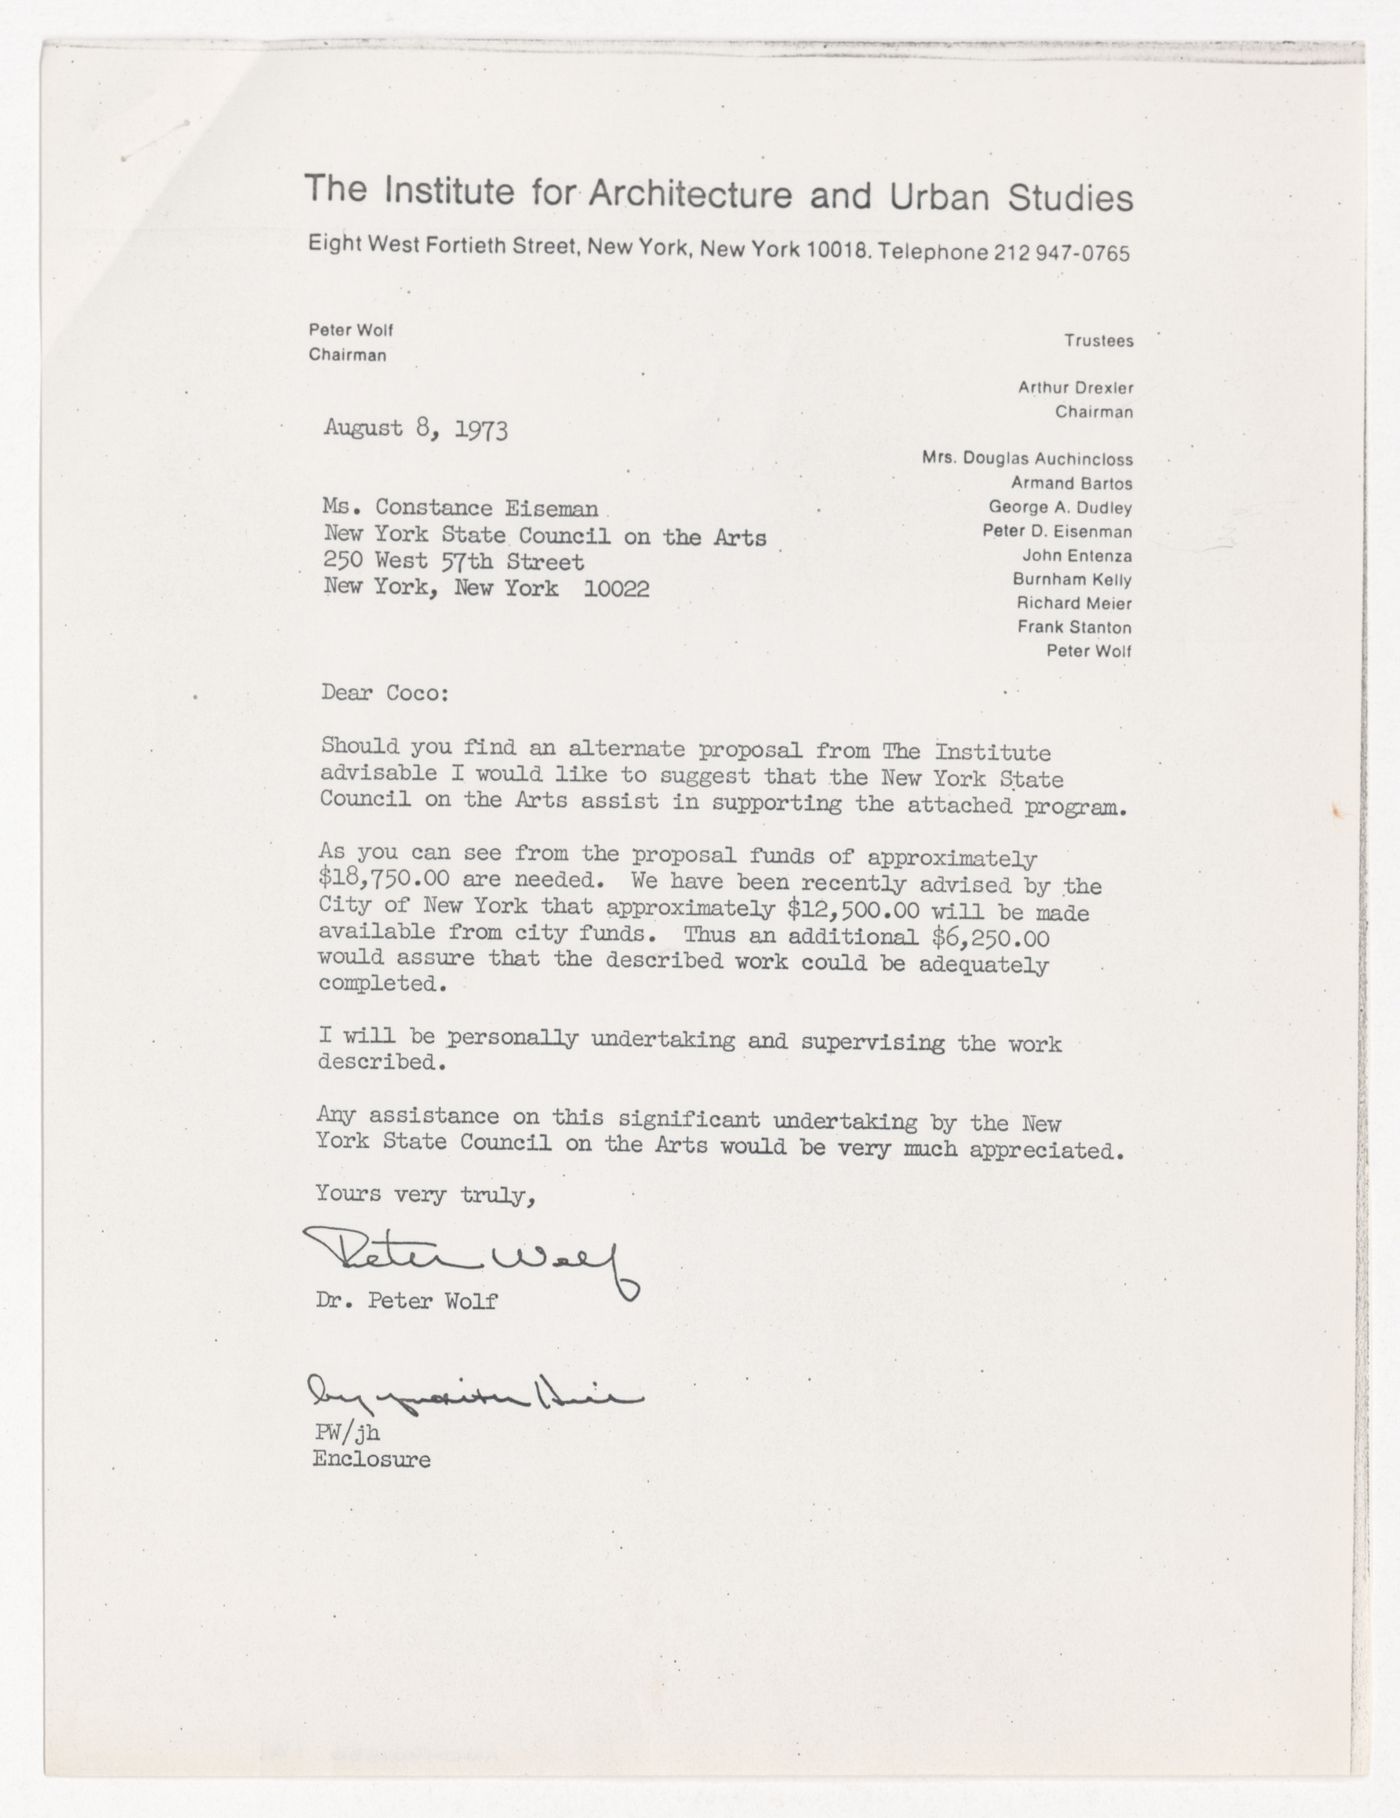 The Institute for Architecture and Urban Studies
Eight West Fortieth Street, New York, New York 10018. Telephone 212 947-0765
Peter Wolf
Chairman
Trustees
Arthur Drexler
Chairman
Mrs. Douglas Auchincloss
Armand Bartos
George A. Dudley
Peter D. Eisenman
John Entenza
Burnham Kelly
Richard Meier
Frank Stanton
Peter Wolf
August 8, 1973
Ms. Constance Eiseman
New York State Council on the Arts
250 West 57th Street
New York, New York  10022
Dear Coco:
Should you find an alternate proposal from The Institute
advisable I would like to suggest that the New York State
Council on the Arts assist in supporting the attached program.
As you can see from the proposal funds of approximately
$18,750.00 are needed.  We have been recently advised by the
City of New York that approximately $12,500.00 will be made
available from city funds.  Thus an additional $6,250.00
would assure that the described work could be adequately
completed.
I will be personally undertaking and supervising the work
described.
Any assistance on this significant undertaking by the New
York State Council on the Arts would be very much appreciated.
Yours very truly,
Peter Wolf
Dr. Peter Wolf
by
PW/jh
Enclosure